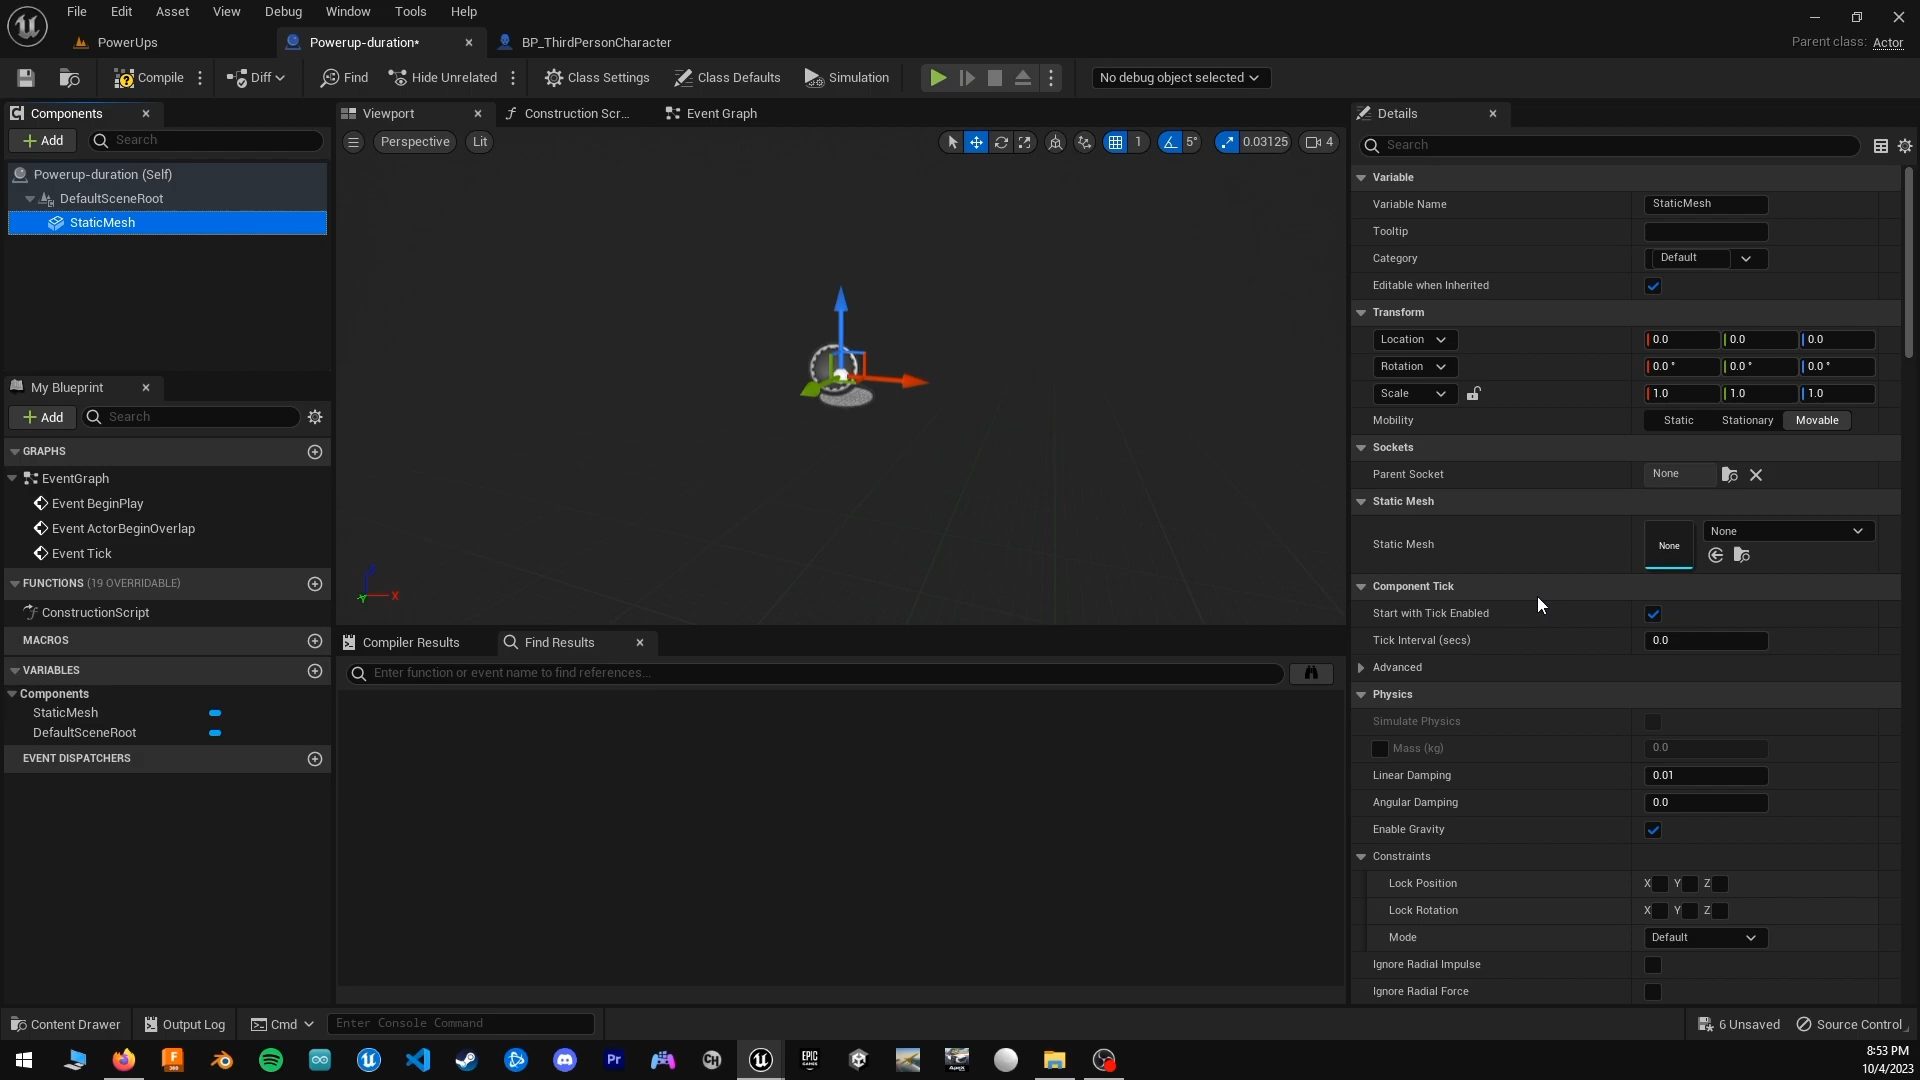 File Edit Asset View Debug Window Tools Help
PowerUps Powerup-duration* BP_ThirdPersonCharacter Parent class: Actor
Compile Diff Find Hide Unrelated Class Settings Class Defaults Simulation No debug object selected
Components
Add Search
Powerup-duration (Self)
DefaultSceneRoot
StaticMesh
My Blueprint
Add Search
GRAPHS
EventGraph
Event BeginPlay
Event ActorBeginOverlap
Event Tick
FUNCTIONS (19 OVERRIDABLE)
ConstructionScript
MACROS
VARIABLES
Components
StaticMesh
DefaultSceneRoot
EVENT DISPATCHERS
Viewport Construction Scr... Event Graph
Perspective Lit 1 5° 0.03125 4
X
Compiler Results Find Results
Enter function or event name to find references...
Details
Search
Variable
Variable Name StaticMesh
Tooltip
Category Default
Editable when Inherited
Transform
Location 0.0 0.0 0.0
Rotation 0.0 ° 0.0 ° 0.0 °
Scale 1.0 1.0 1.0
Mobility Static Stationary Movable
Sockets
Parent Socket None
Static Mesh
Static Mesh None None
Component Tick
Start with Tick Enabled
Tick Interval (secs) 0.0
Advanced
Physics
Simulate Physics
Mass (kg) 0.0
Linear Damping 0.01
Angular Damping 0.0
Enable Gravity
Constraints
Lock Position X Y Z
Lock Rotation X Y Z
Mode Default
Ignore Radial Impulse
Ignore Radial Force
Content Drawer Output Log Cmd Enter Console Command 6 Unsaved Source Control
Pr CH EPIC GAMES
8:53 PM
10/4/2023